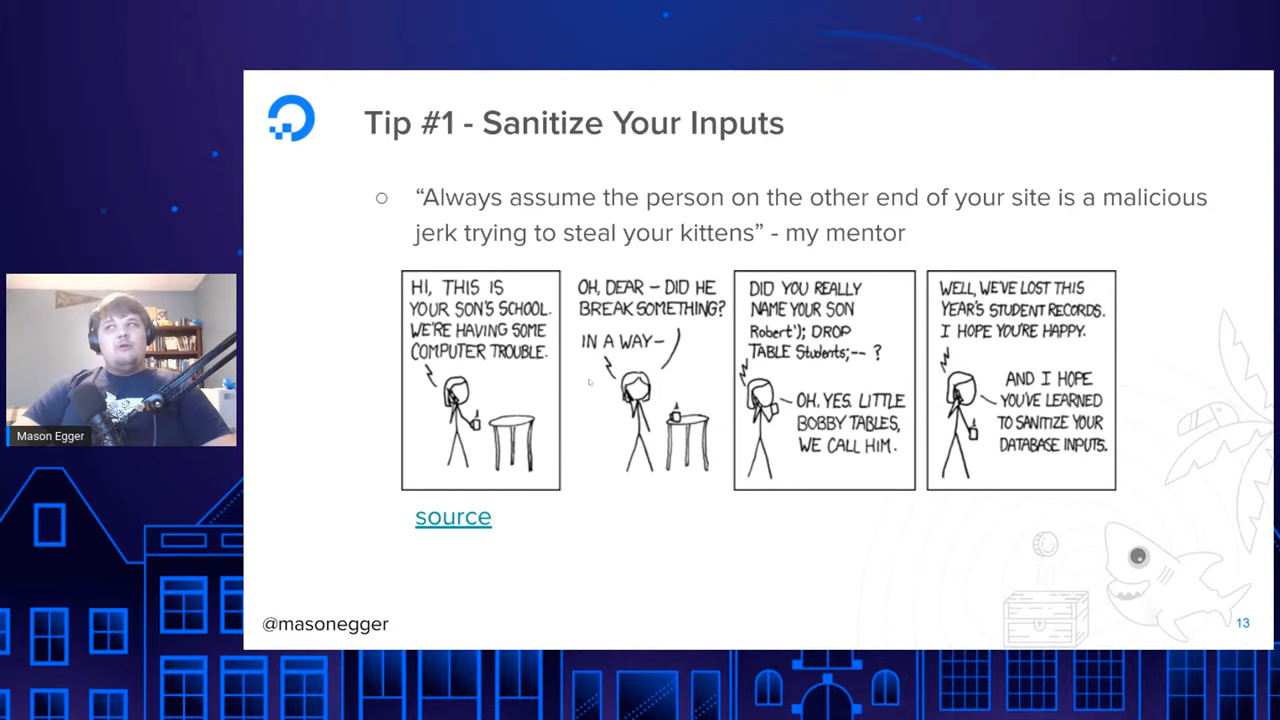 Tip #1 - Sanitize Your Inputs
“Always assume the person on the other end of your site is a malicious
jerk trying to steal your kittens” - my mentor
HI, THIS IS
YOUR SON'S SCHOOL.
WE'RE HAVING SOME
COMPUTER TROUBLE.
OH, DEAR – DID HE
BREAK SOMETHING?
IN A WAY–
DID YOU REALLY
NAME YOUR SON
Robert'); DROP
TABLE Students;-- ?
OH, YES. LITTLE
BOBBY TABLES,
WE CALL HIM.
WELL, WE'VE LOST THIS
YEAR'S STUDENT RECORDS.
I HOPE YOU'RE HAPPY.
AND I HOPE
YOU'VE LEARNED
TO SANITIZE YOUR
DATABASE INPUTS.
source
Mason Egger
@masonegger
13